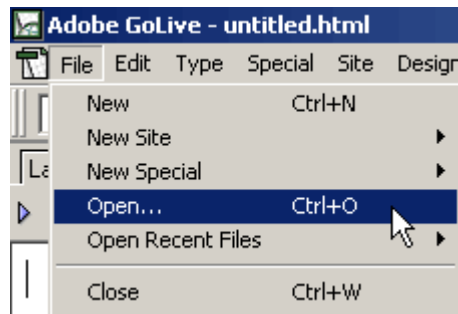 Adobe GoLive - untitled.html
File Edit Type Special Site Design
New Ctrl+N
New Site
New Special
La
Open... Ctrl+O
Open Recent Files
Close Ctrl+W